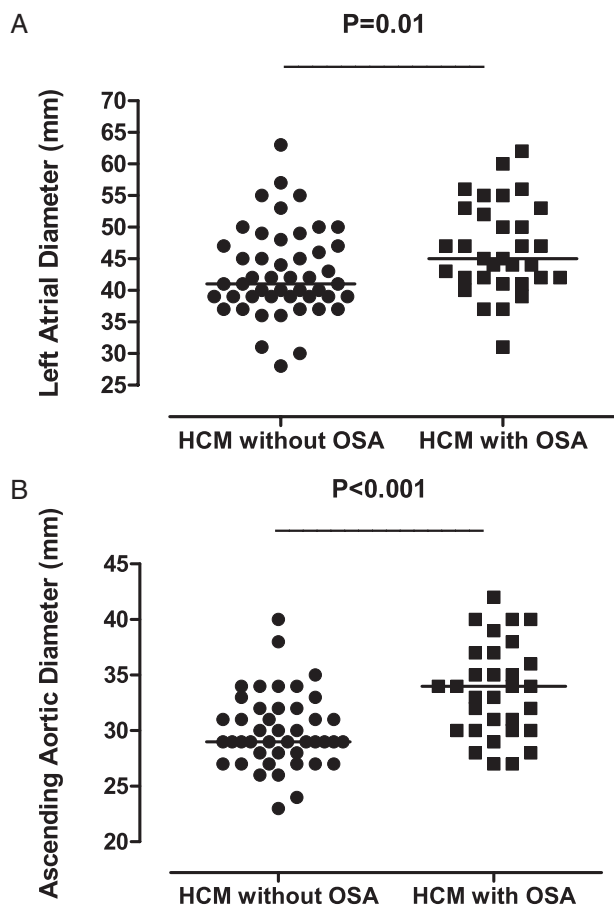 A
P=0.01
Left Atrial Diameter (mm)
70
65
60
55
50
45
40
35
30
25
HCM without OSA HCM with OSA
B
P<0.001
Ascending Aortic Diameter (mm)
45
40
35
30
25
20
HCM without OSA HCM with OSA